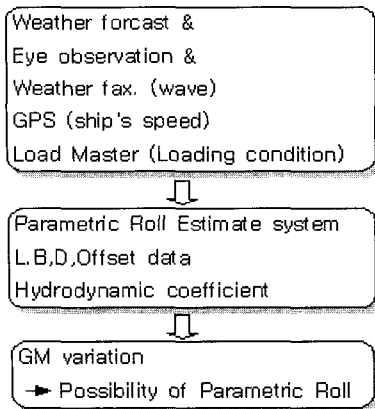 Weather forcast &
Eye observation &
Weather fax. (wave)
GPS (ship's speed)
Load Master (Loading condition)
Parametric Roll Estimate system
L.B,D,Offset data
Hydrodynamic coefficient
GM variation
→ Possibility of Parametric Roll